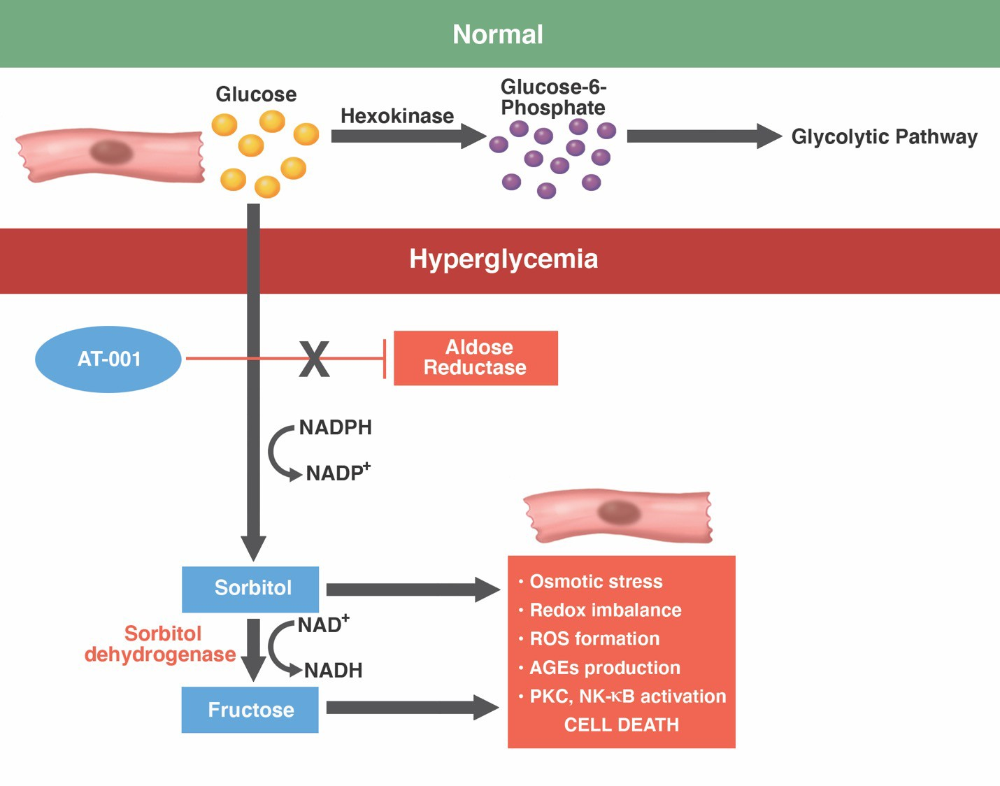 Normal
Glucose
Hexokinase
Glucose-6-
Phosphate
Glycolytic Pathway
Hyperglycemia
AT-001
X
Aldose
Reductase
NADPH
NADP⁺
Sorbitol
Sorbitol
dehydrogenase
NAD⁺
NADH
Fructose
• Osmotic stress
• Redox imbalance
• ROS formation
• AGEs production
• PKC, NK-κB activation
CELL DEATH